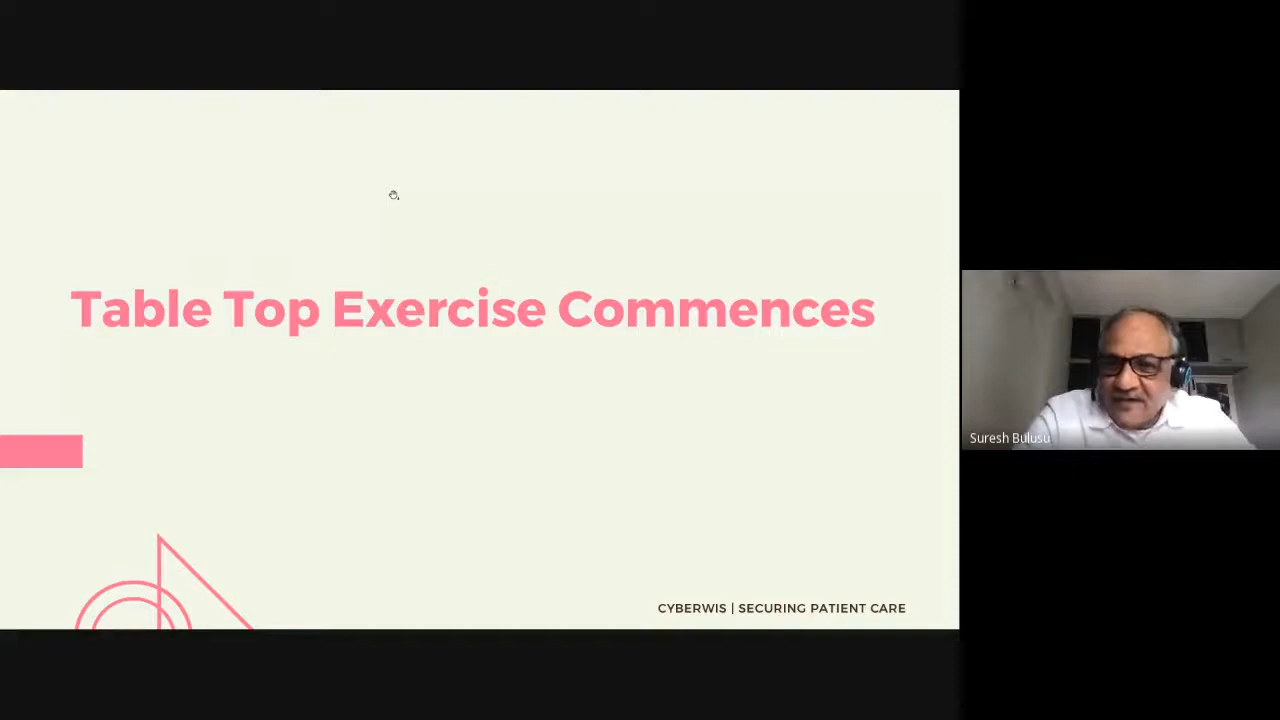 Table Top Exercise Commences
Suresh Bulusu
CYBERWIS | SECURING PATIENT CARE